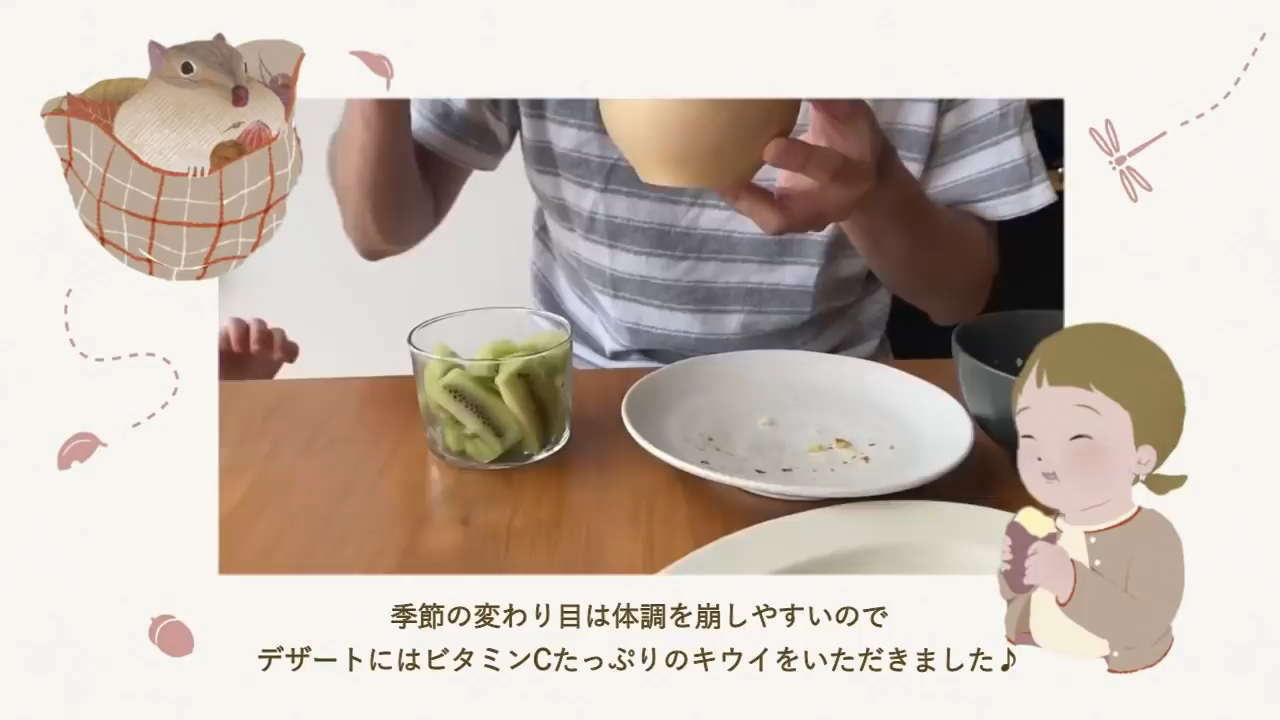 季節の変わり目は体調を崩しやすいので
デザートにはビタミンCたっぷりのキウイをいただきました♪